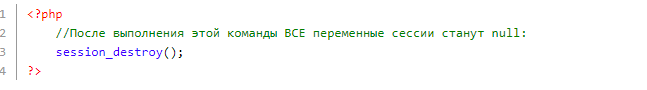 1 <?php
2 //После выполнения этой команды ВСЕ переменные сессии станут null:
3 session_destroy();
4 ?>